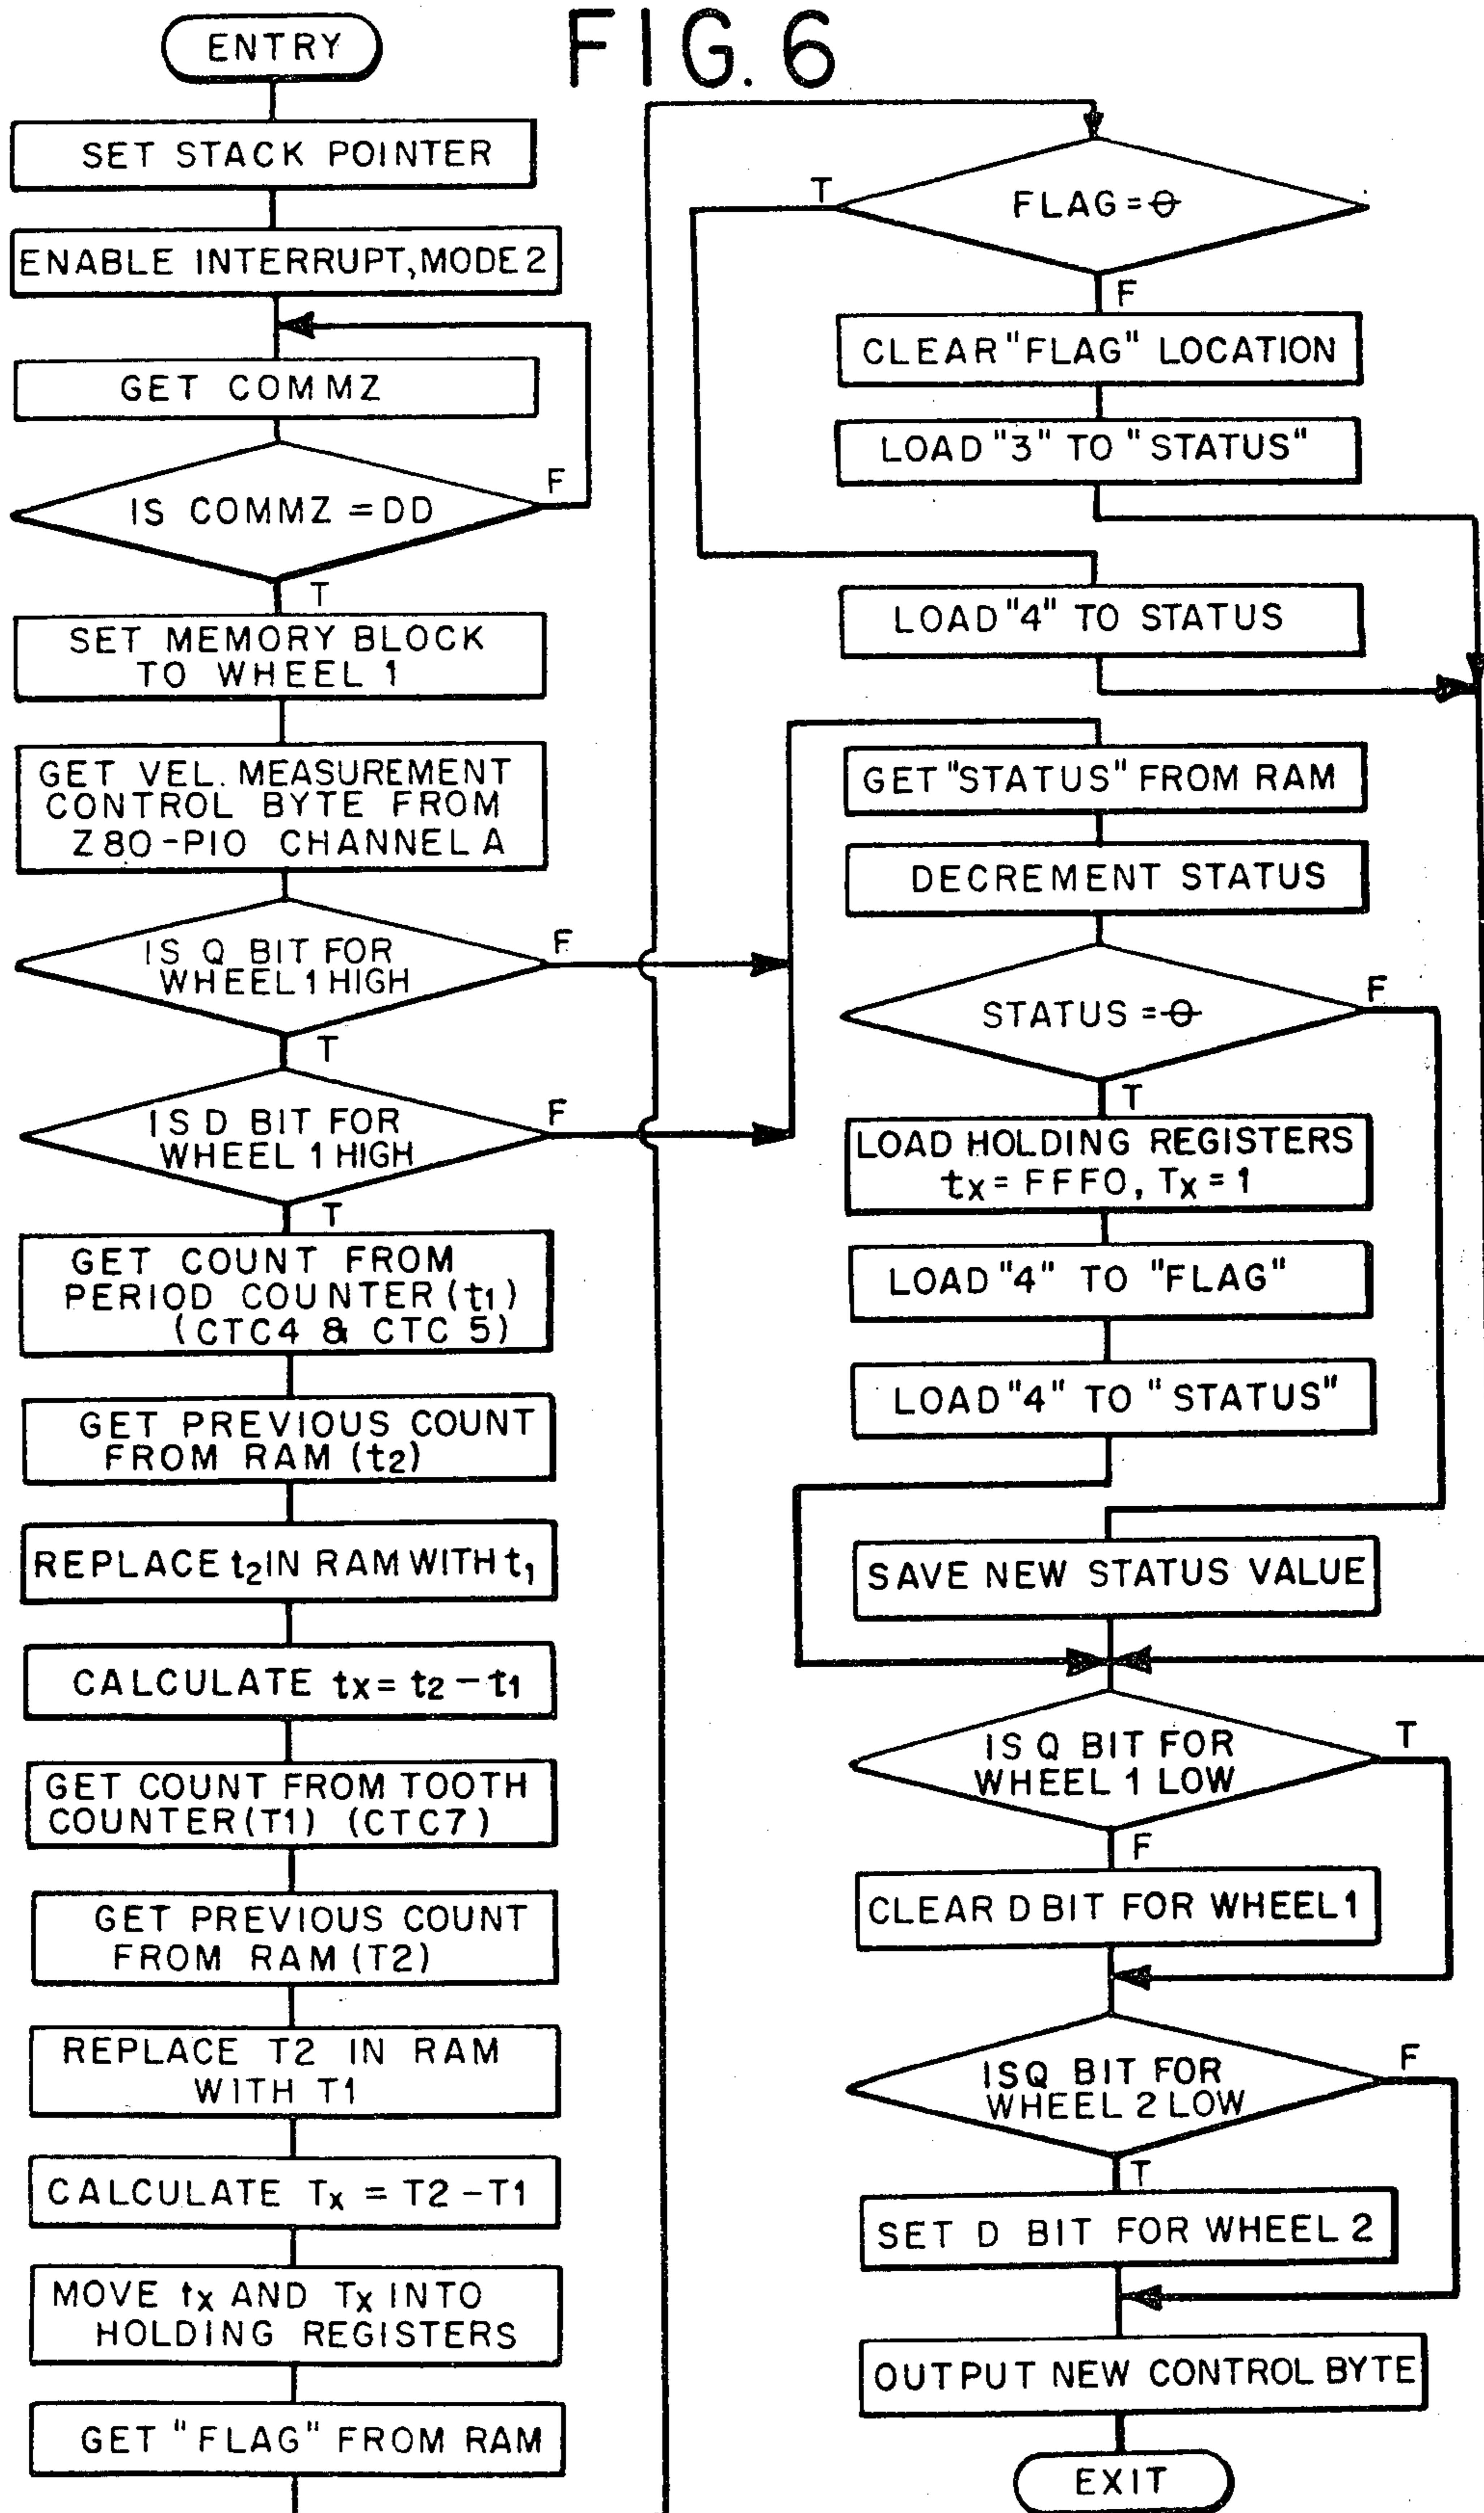 FIG. 6
ENTRY
SET STACK POINTER
ENABLE INTERRUPT, MODE 2
GET COMMZ
IS COMMZ = DD
F
T
SET MEMORY BLOCK
TO WHEEL 1
GET VEL. MEASUREMENT
CONTROL BYTE FROM
Z80-PIO CHANNEL A
IS Q BIT FOR
WHEEL 1 HIGH
F
T
IS D BIT FOR
WHEEL 1 HIGH
F
T
GET COUNT FROM
PERIOD COUNTER (t1)
(CTC4 & CTC 5)
GET PREVIOUS COUNT
FROM RAM (t2)
REPLACE t2 IN RAM WITH t1
CALCULATE tx = t2 - t1
GET COUNT FROM TOOTH
COUNTER (T1) (CTC7)
GET PREVIOUS COUNT
FROM RAM (T2)
REPLACE T2 IN RAM
WITH T1
CALCULATE Tx = T2 - T1
MOVE tx AND Tx INTO
HOLDING REGISTERS
GET "FLAG" FROM RAM
T
FLAG = 0
F
CLEAR "FLAG" LOCATION
LOAD "3" TO "STATUS"
LOAD "4" TO STATUS
GET "STATUS" FROM RAM
DECREMENT STATUS
STATUS = 0
F
T
LOAD HOLDING REGISTERS
tx = FFF0, Tx = 1
LOAD "4" TO "FLAG"
LOAD "4" TO "STATUS"
SAVE NEW STATUS VALUE
IS Q BIT FOR
WHEEL 1 LOW
T
F
CLEAR D BIT FOR WHEEL 1
ISQ BIT FOR
WHEEL 2 LOW
F
T
SET D BIT FOR WHEEL 2
OUTPUT NEW CONTROL BYTE
EXIT